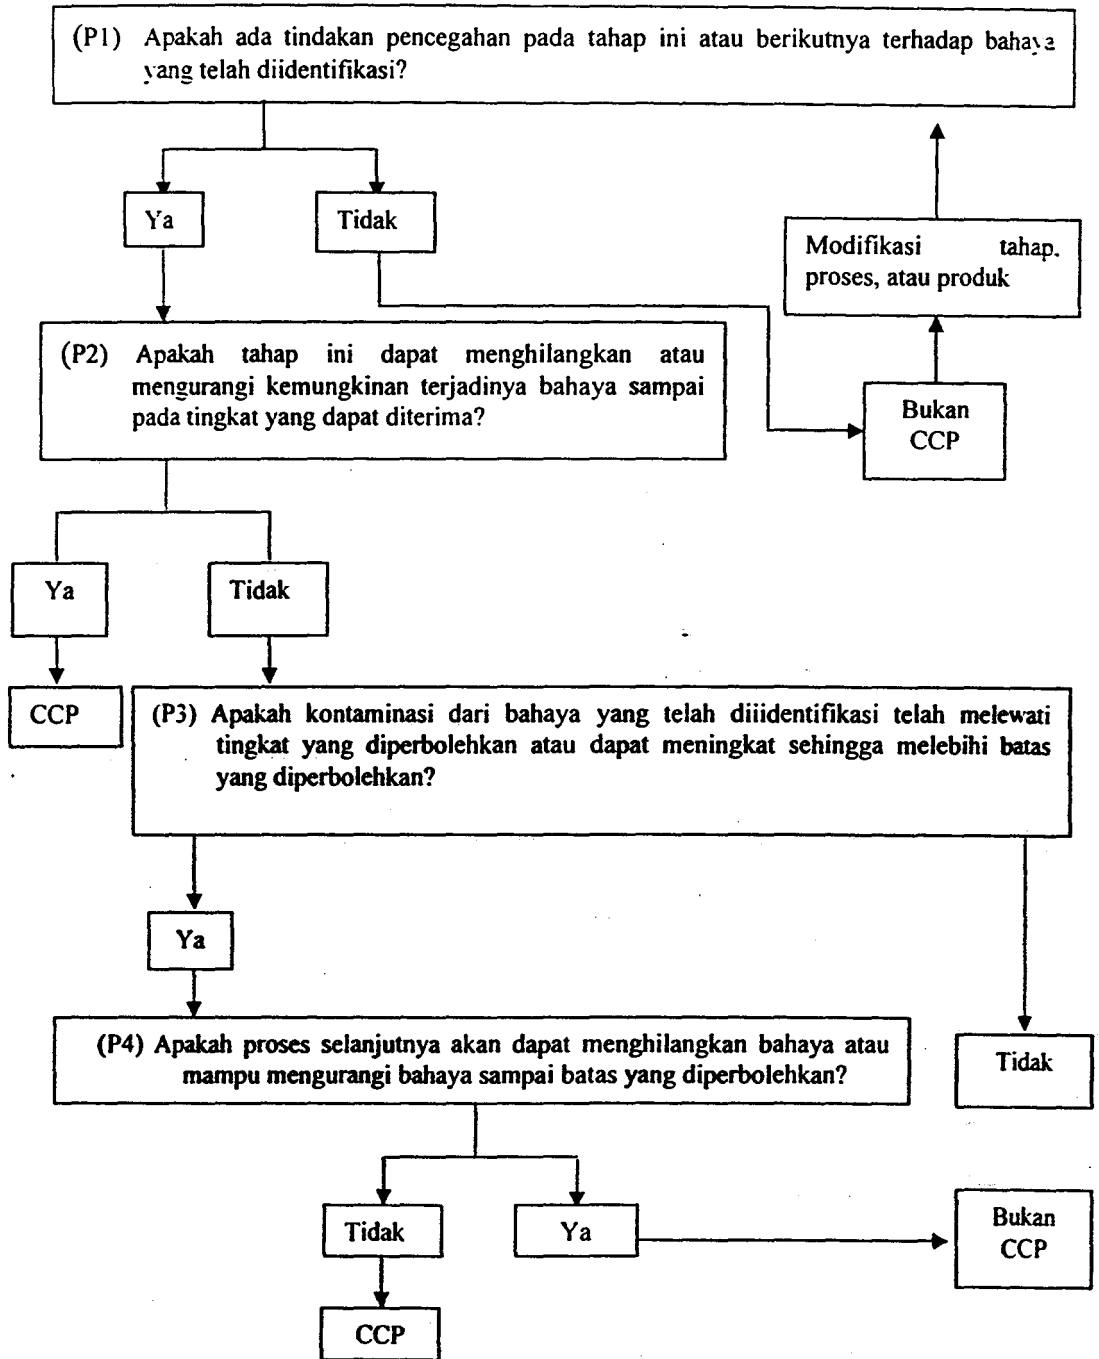 (P1) Apakah ada tindakan pencegahan pada tahap ini atau berikutnya terhadap bahaya
yang telah diidentifikasi?
Ya
Tidak
Modifikasi tahap.
proses, atau produk
(P2) Apakah tahap ini dapat menghilangkan atau
mengurangi kemungkinan terjadinya bahaya sampai
pada tingkat yang dapat diterima?
Bukan
CCP
Ya
Tidak
CCP
(P3) Apakah kontaminasi dari bahaya yang telah diiidentifikasi telah melewati
tingkat yang diperbolehkan atau dapat meningkat sehingga melebihi batas
yang diperbolehkan?
Ya
(P4) Apakah proses selanjutnya akan dapat menghilangkan bahaya atau
mampu mengurangi bahaya sampai batas yang diperbolehkan?
Tidak
Tidak
Ya
Bukan
CCP
CCP